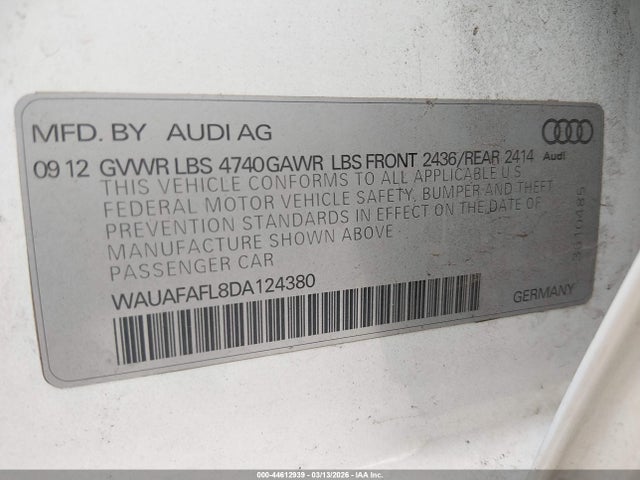 MFD. BY AUDI AG
09 12 GVWR LBS 4740 GAWR LBS FRONT 2436/REAR 2414
Audi
THIS VEHICLE CONFORMS TO ALL APPLICABLE U.S
FEDERAL MOTOR VEHICLE SAFETY, BUMPER AND THEFT
PREVENTION STANDARDS IN EFFECT ON THE DATE OF
MANUFACTURE SHOWN ABOVE
PASSENGER CAR
WAUAFAFL8DA124380
GERMANY
000-44612939 - 03/13/2026 - IAA Inc.